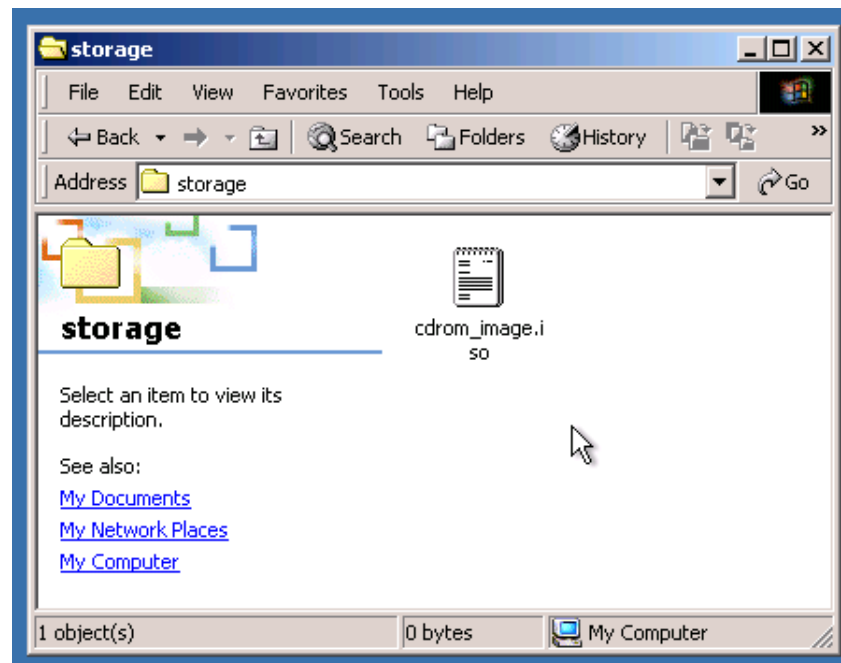 storage
File Edit View Favorites Tools Help
Back Search Folders History »
Address storage Go
storage
Select an item to view its
description.
See also:
My Documents
My Network Places
My Computer
cdrom_image.i
so
1 object(s) 0 bytes My Computer